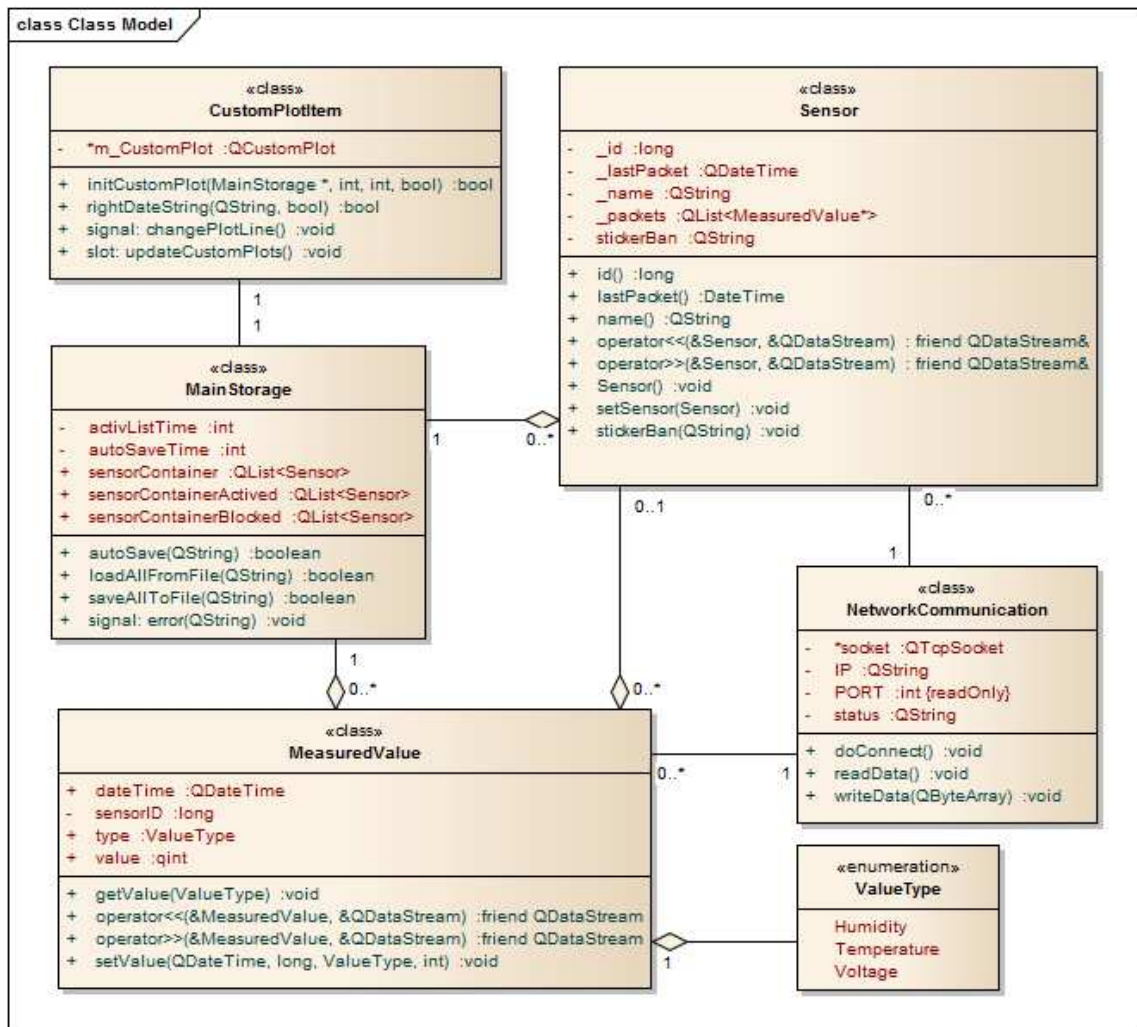 class Class Model
«class»
CustomPlotItem
- *m_CustomPlot :QCustomPlot
+ initCustomPlot(MainStorage *, int, int, bool) :bool
+ rightDateString(QString, bool) :bool
+ signal: changePlotLine() :void
+ slot: updateCustomPlots() :void
«class»
Sensor
- _id :long
- _lastPacket :QDateTime
- _name :QString
- _packets :QList<MeasuredValue*>
- stickerBan :QString
+ id() :long
+ lastPacket() :DateTime
+ name() :QString
+ operator<<(&Sensor, &QDataStream) : friend QDataStream&
+ operator>>(&Sensor, &QDataStream) : friend QDataStream&
+ Sensor() :void
+ setSensor(Sensor) :void
+ stickerBan(QString) :void
1
1
«class»
MainStorage
- activListTime :int
- autoSaveTime :int
+ sensorContainer :QList<Sensor>
+ sensorContainerActived :QList<Sensor>
+ sensorContainerBlocked :QList<Sensor>
+ autoSave(QString) :boolean
+ loadAllFromFile(QString) :boolean
+ saveAllToFile(QString) :boolean
+ signal: error(QString) :void
1
0..*
0..1
0..*
1
«class»
NetworkCommunication
- *socket :QTcpSocket
- IP :QString
- PORT :int {readOnly}
- status :QString
+ doConnect() :void
+ readData() :void
+ writeData(QByteArray) :void
1
0..*
0..*
«class»
MeasuredValue
+ dateTime :QDateTime
- sensorID :long
+ type :ValueType
+ value :qint
+ getValue(ValueType) :void
+ operator<<(&MeasuredValue, &QDataStream) :friend QDataStream
+ operator>>(&MeasuredValue, &QDataStream) :friend QDataStream
+ setValue(QDateTime, long, ValueType, int) :void
0..*
1
1
«enumeration»
ValueType
Humidity
Temperature
Voltage